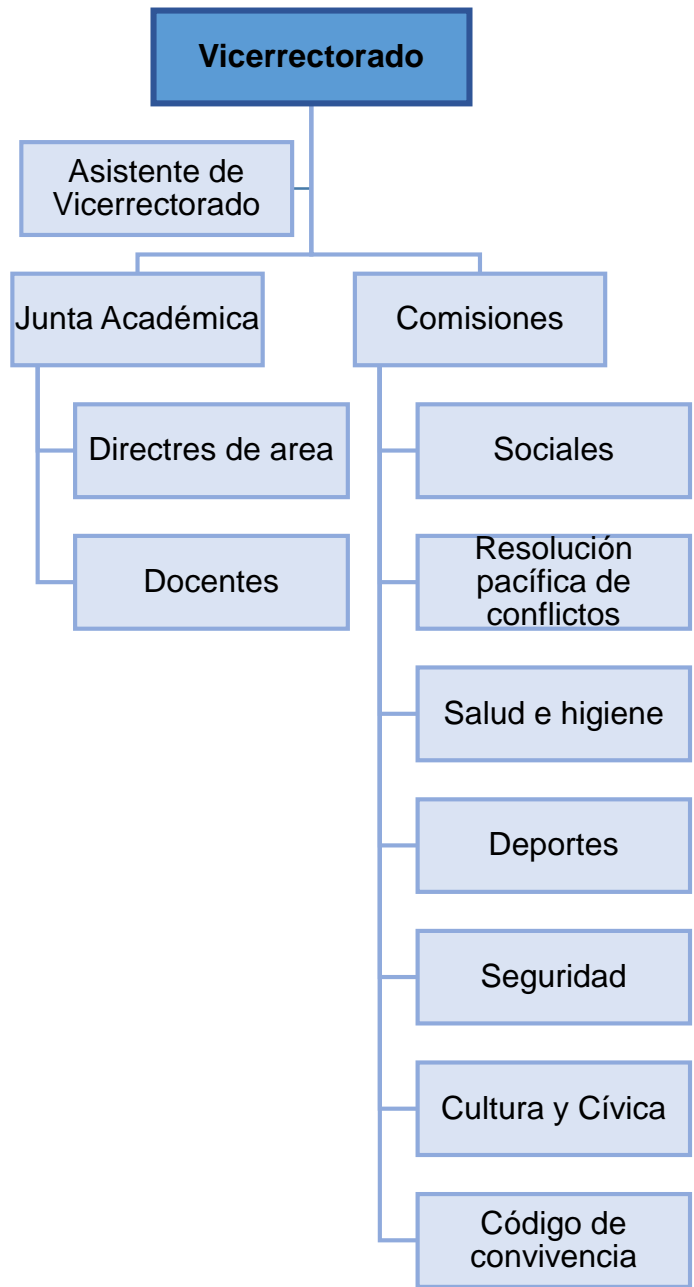 Vicerrectorado
Asistente de
Vicerrectorado
Junta Académica
Comisiones
Directres de area
Docentes
Sociales
Resolución
pacífica de
conflictos
Salud e higiene
Deportes
Seguridad
Cultura y Cívica
Código de
convivencia